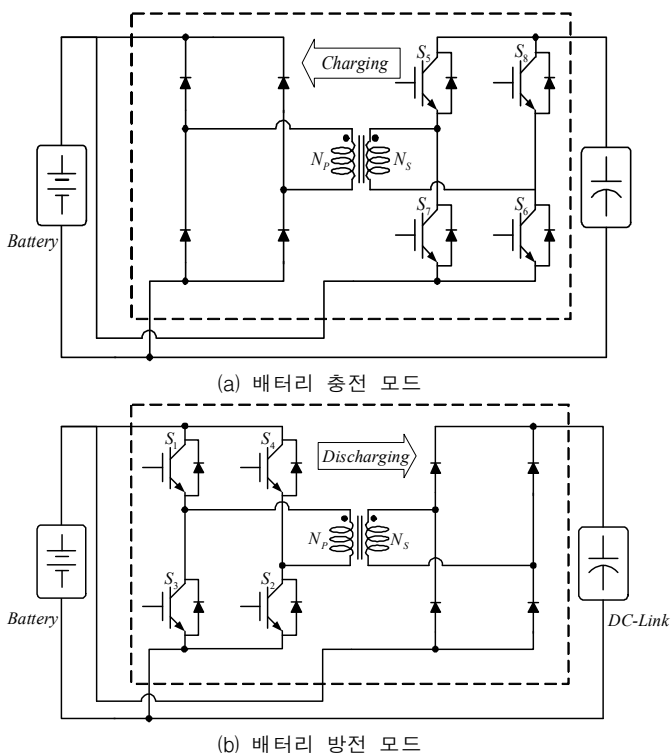 Charging
S5
S8
NP
NS
S7
S6
Battery
(a) 배터리 충전 모드
S1
S4
Discharging
NP
NS
S3
S2
Battery
DC-Link
(b) 배터리 방전 모드